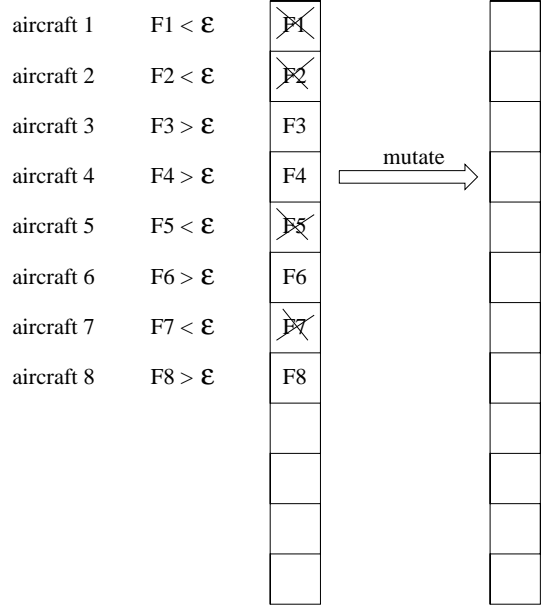 aircraft 1 F1 < ε F1
aircraft 2 F2 < ε F2
aircraft 3 F3 > ε F3
mutate
aircraft 4 F4 > ε F4
aircraft 5 F5 < ε F5
aircraft 6 F6 > ε F6
aircraft 7 F7 < ε F7
aircraft 8 F8 > ε F8